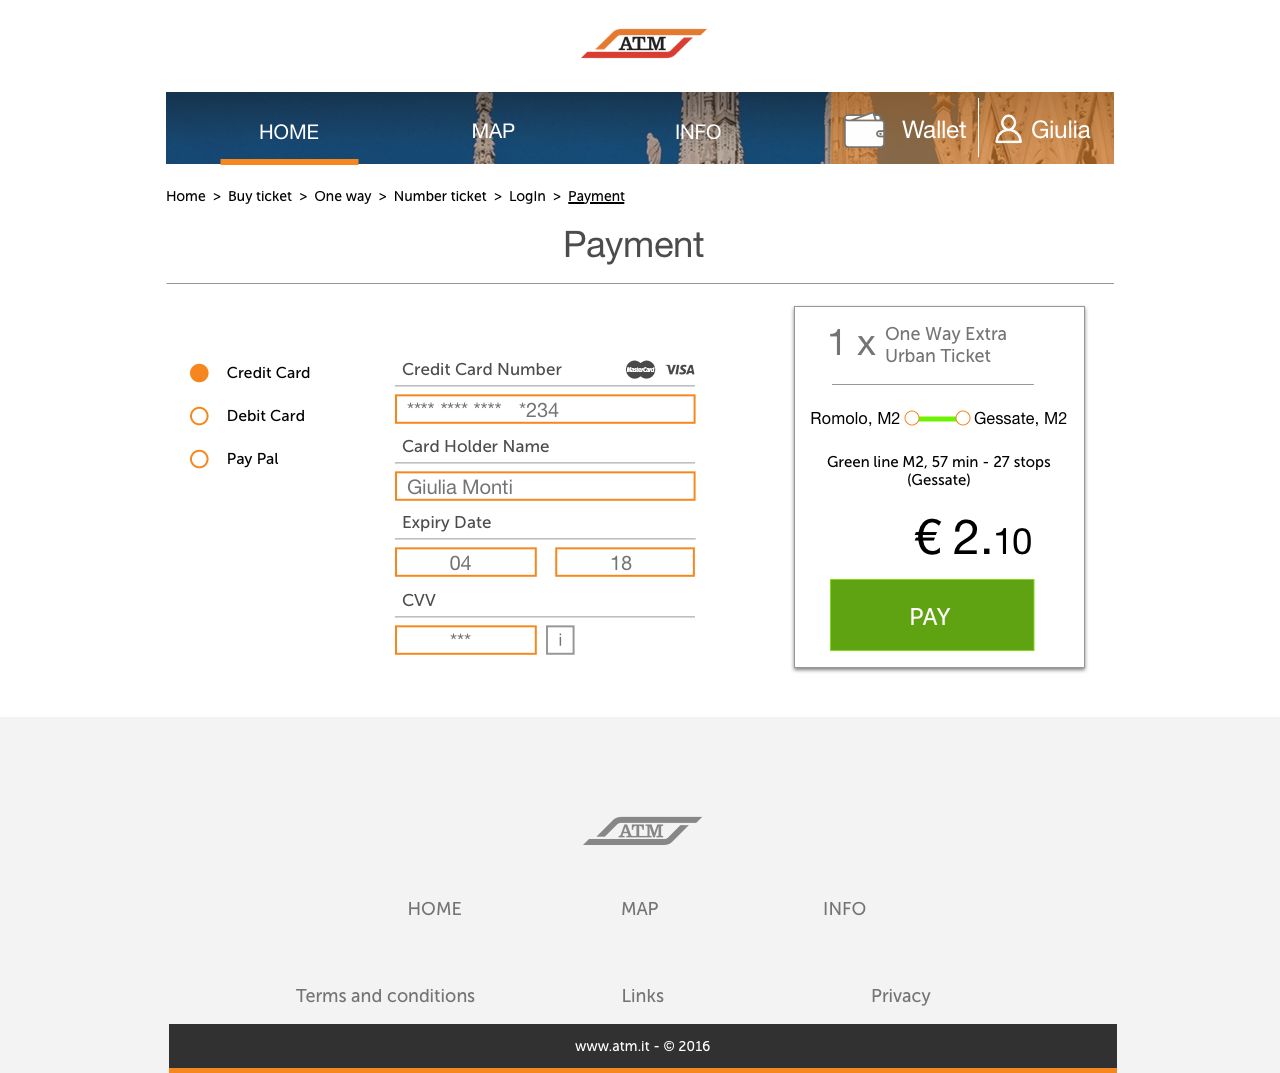 ATM
HOME
MAP
INFO
Wallet
Giulia
Home > Buy ticket > One way > Number ticket > LogIn > Payment
Payment
Credit Card
Debit Card
Pay Pal
Credit Card Number
MasterCard
VISA
**** **** **** *234
Card Holder Name
Giulia Monti
Expiry Date
04
18
CVV
***
i
1 x One Way Extra
Urban Ticket
Romolo, M2
Gessate, M2
Green line M2, 57 min - 27 stops
(Gessate)
€ 2.10
PAY
ATM
HOME
MAP
INFO
Terms and conditions
Links
Privacy
www.atm.it - © 2016